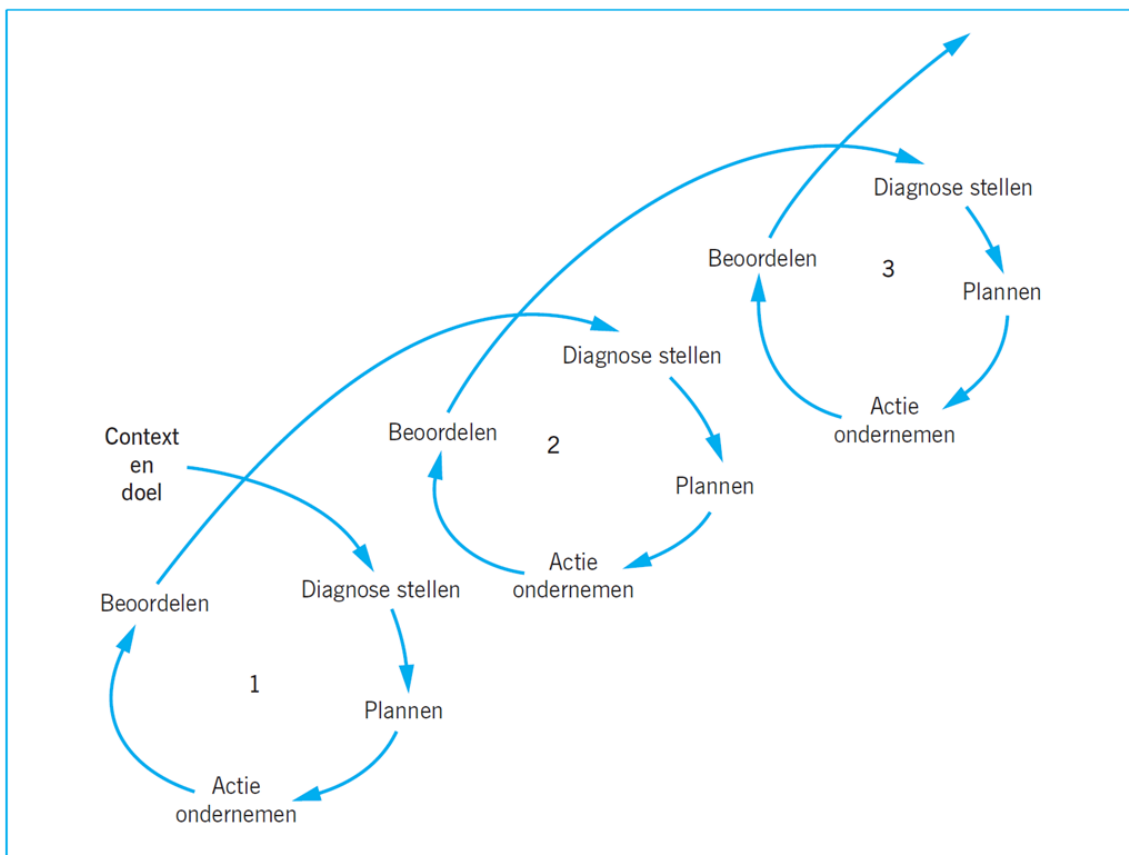 Context
en
doel
Diagnose stellen
Plannen
Actie
ondernemen
Beoordelen
1
Diagnose stellen
Plannen
Actie
ondernemen
Beoordelen
2
Diagnose stellen
Plannen
Actie
ondernemen
Beoordelen
3